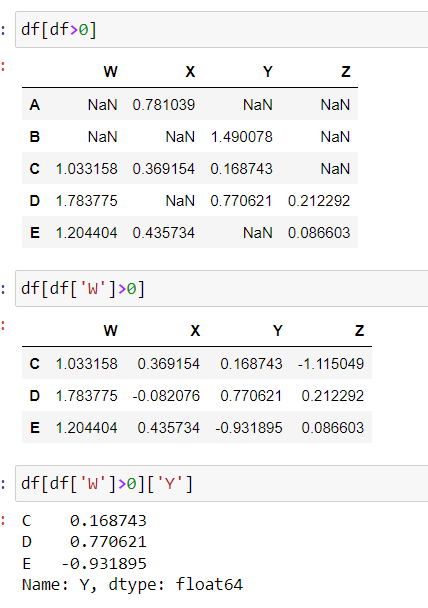 : df[df>0]
:
W X Y Z
A NaN 0.781039 NaN NaN
B NaN NaN 1.490078 NaN
C 1.033158 0.369154 0.168743 NaN
D 1.783775 NaN 0.770621 0.212292
E 1.204404 0.435734 NaN 0.086603
: df[df['W']>0]
:
W X Y Z
C 1.033158 0.369154 0.168743 -1.115049
D 1.783775 -0.082076 0.770621 0.212292
E 1.204404 0.435734 -0.931895 0.086603
: df[df['W']>0]['Y']
: C 0.168743
D 0.770621
E -0.931895
Name: Y, dtype: float64